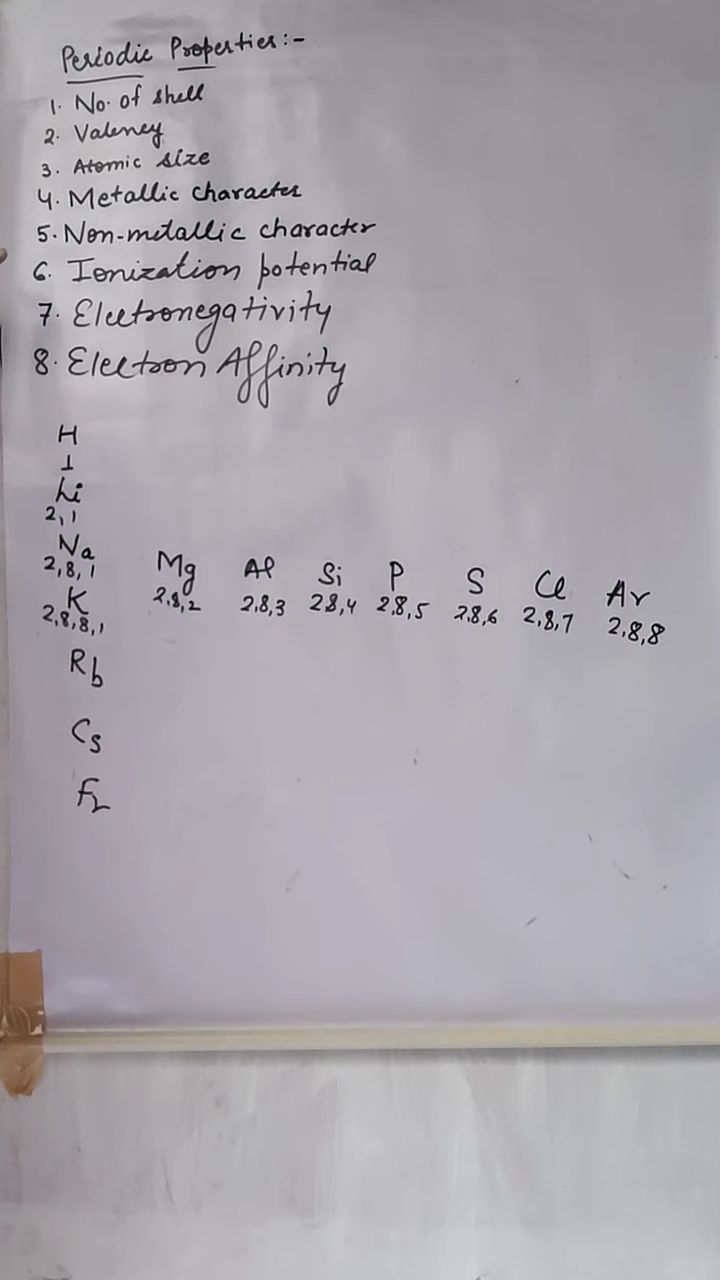 Periodic Properties:-
1. No. of shell
2. Valency
3. Atomic size
4. Metallic character
5. Non-metallic character
6. Ionization potential
7. Electronegativity
8. Electron Affinity
H
1
Li
2,1
Na Mg Al Si P S Cl Ar
2,8,1 2,8,2 2,8,3 2,8,4 2,8,5 2,8,6 2,8,7 2,8,8
K
2,8,8,1
Rb
Cs
Fr